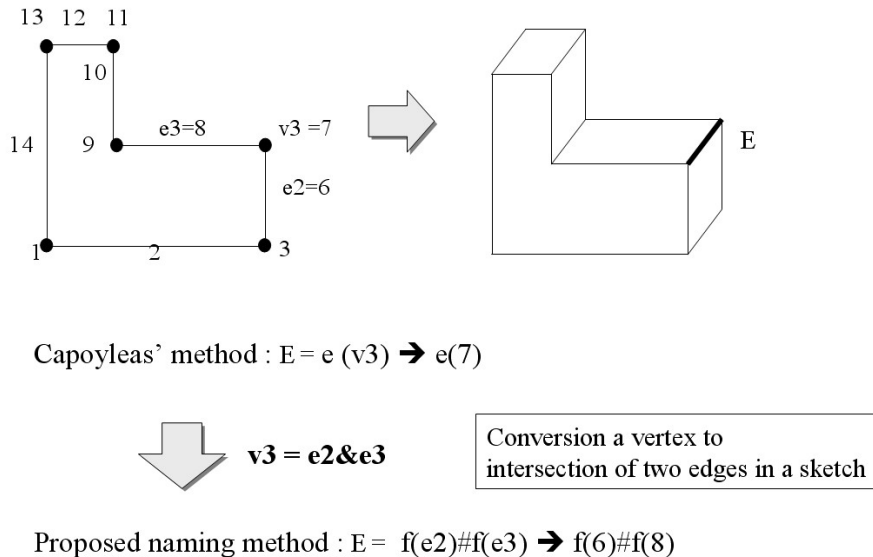 13 12 11
10
e3=8 v3 =7
14 9
E
e2=6
1 2 3
Capoyleas’ method : E = e (v3) ➔ e(7)
v3 = e2&e3
Conversion a vertex to
intersection of two edges in a sketch
Proposed naming method : E = f(e2)#f(e3) ➔ f(6)#f(8)